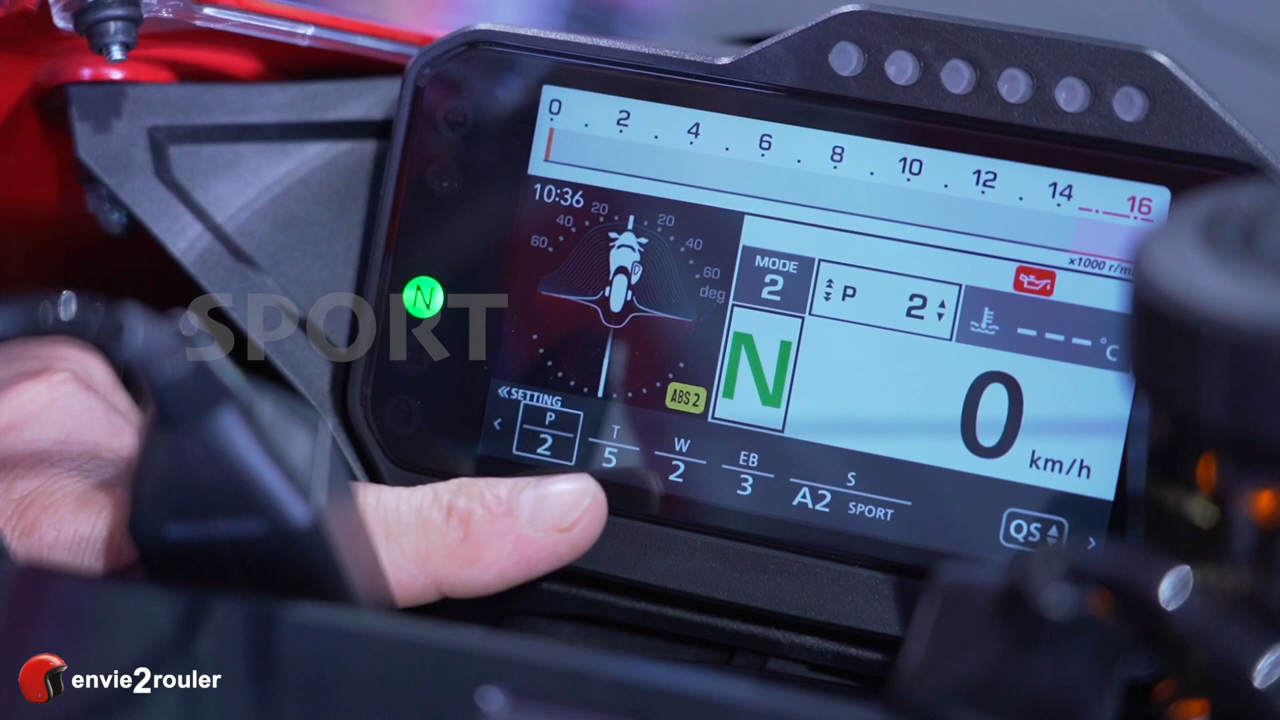 0 . 2 . 4 . 6 . 8 . 10 . 12 . 14 16
x1000 r/m
10:36
60 40 20 20 40 60
deg
MODE
2
P 2
°C
N
SPORT
N
ABS 2
0
km/h
SETTING
P T W EB S
2 5 2 3 A2 SPORT
QS
envie2rouler